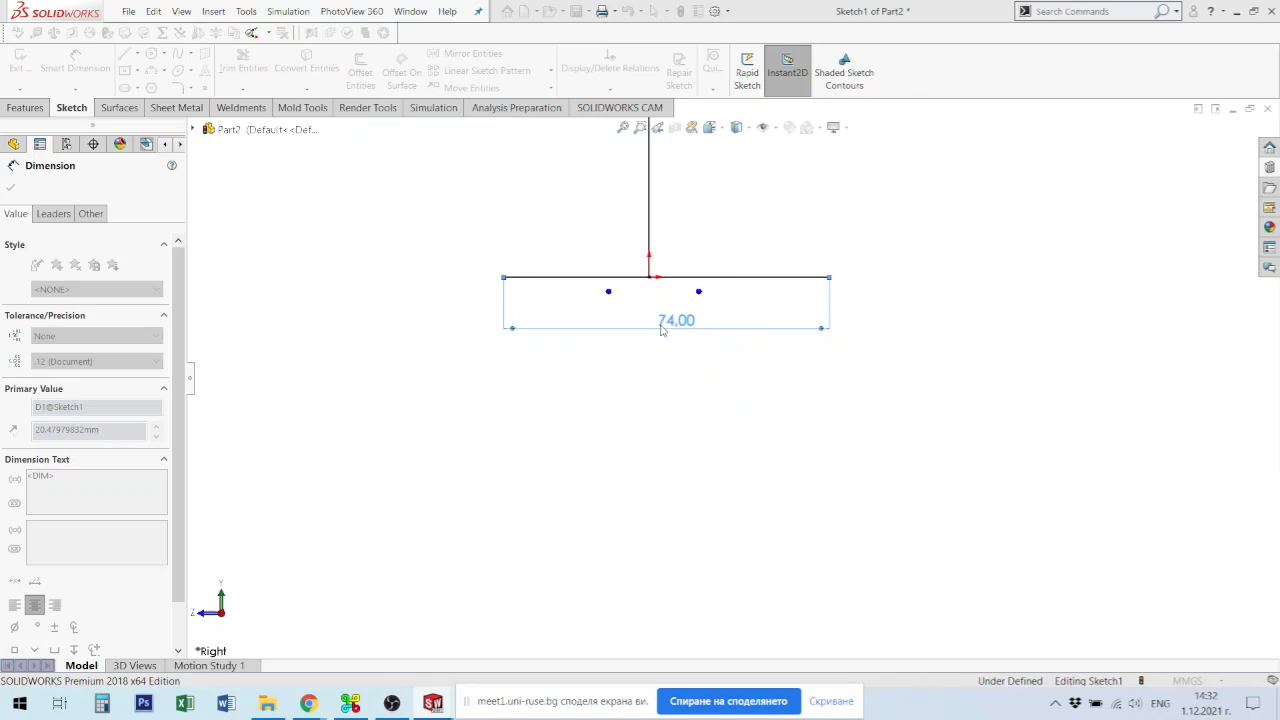 SOLIDWORKS
File Edit View Insert Tools Simulation PhotoView 360 Window Help
Sketch1 of Part2 *
Search Commands
Exit ... Smart Dimension
Trim Entities Convert Entities Offset Entities Offset On Surface
Mirror Entities
Linear Sketch Pattern
Move Entities
Display/Delete Relations Repair Sketch Qui... Rapid Sketch Instant2D Shaded Sketch Contours
Features Sketch Surfaces Sheet Metal Weldments Mold Tools Render Tools Simulation Analysis Preparation SOLIDWORKS CAM
Part2 (Default< <Def...
Dimension
Value Leaders Other
Style
<NONE>
Tolerance/Precision
None
.12 (Document)
Primary Value
D1@Sketch1
20.47979832mm
Dimension Text
<DIM>
74,00
Y
Z
*Right
Model 3D Views Motion Study 1
SOLIDWORKS Premium 2018 x64 Edition
Under Defined Editing Sketch1 MMGS
meet1.uni-ruse.bg споделя екрана ви. Спиране на споделянето Скриване
ENG
14:32
1.12.2021 г.